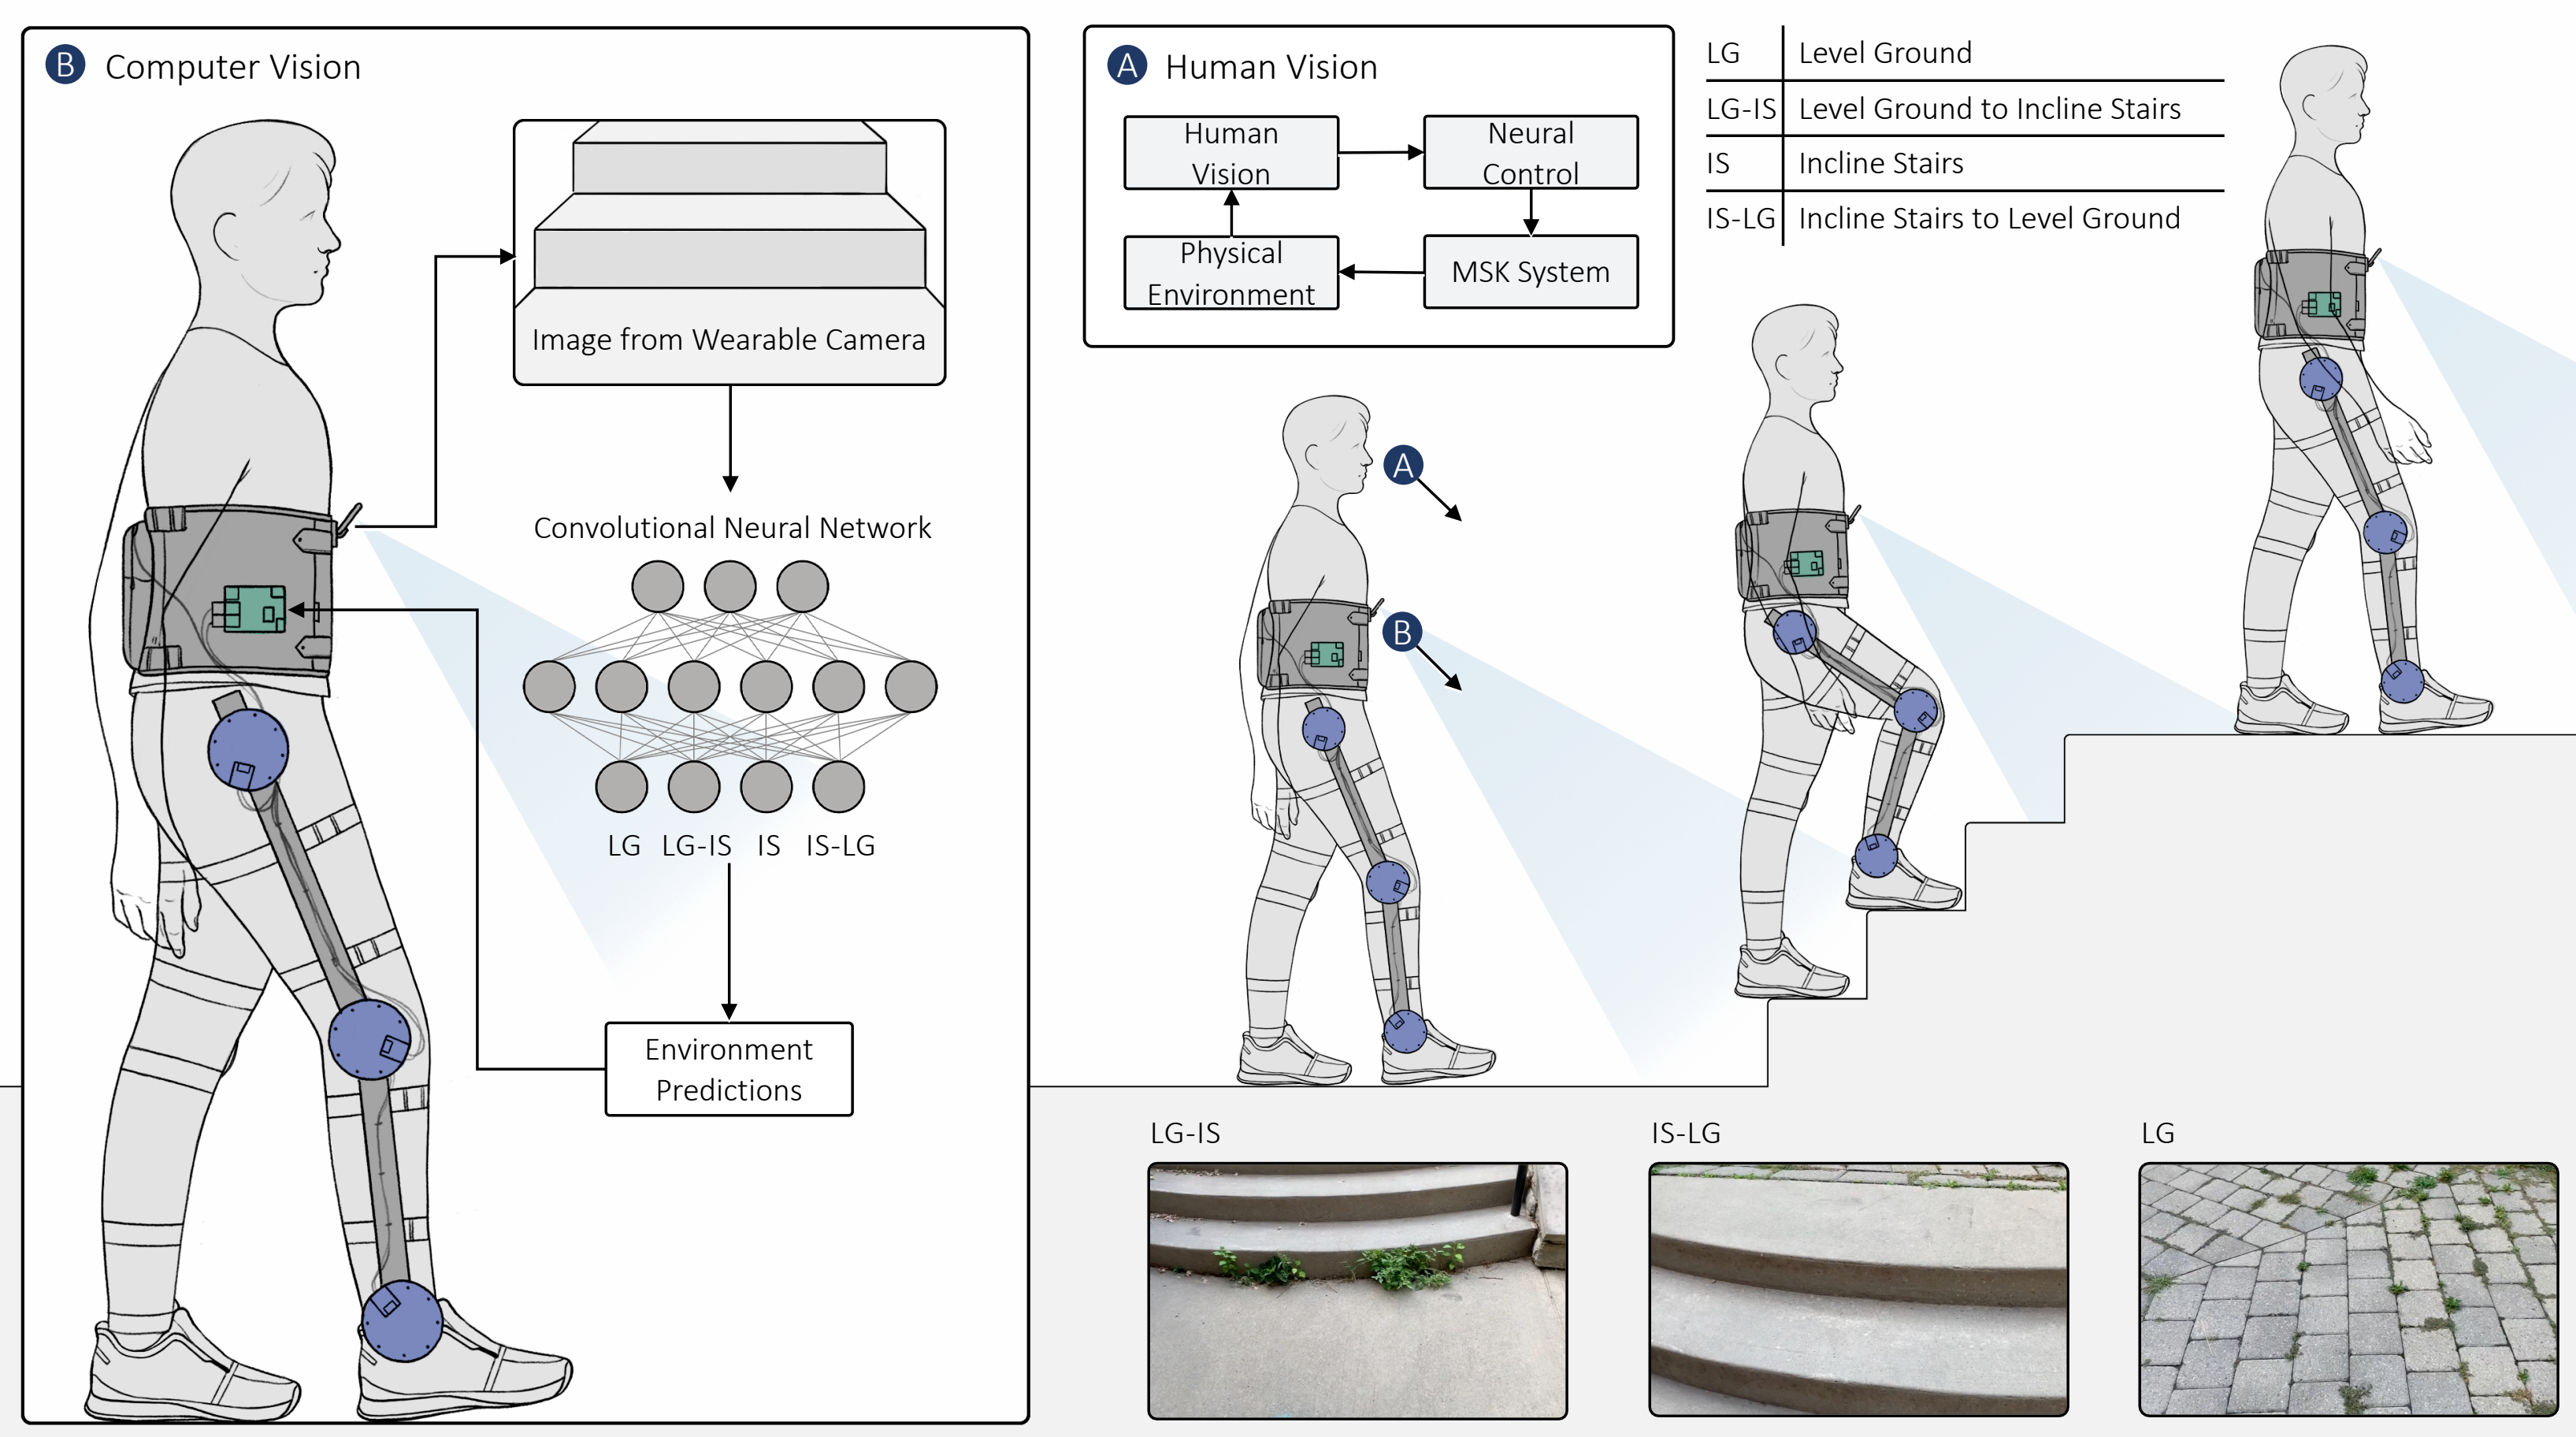 B Computer Vision
Image from Wearable Camera
Convolutional Neural Network
LG LG-IS IS IS-LG
Environment
Predictions
A Human Vision
Human
Vision
Neural
Control
Physical
Environment
MSK System
LG Level Ground
LG-IS Level Ground to Incline Stairs
IS Incline Stairs
IS-LG Incline Stairs to Level Ground
A
B
LG-IS
IS-LG
LG